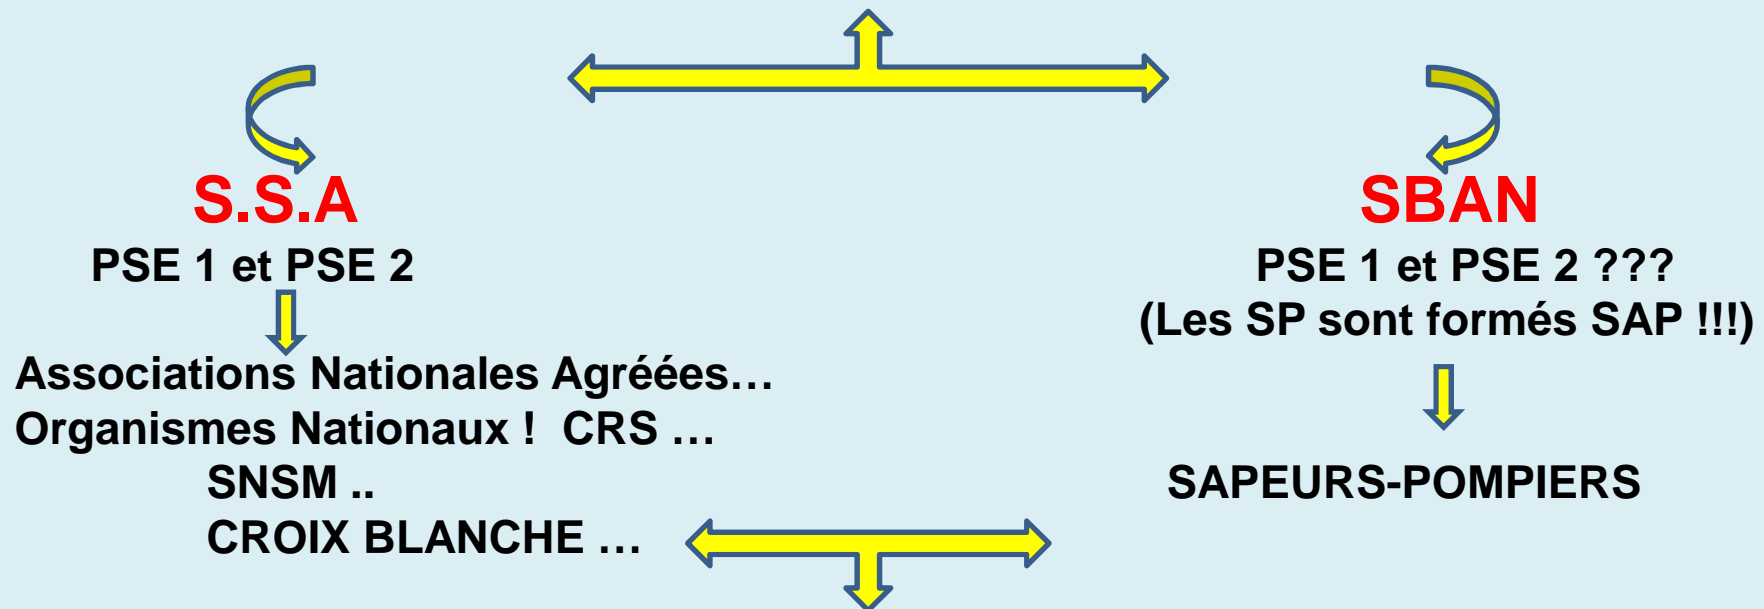 S.S.A
PSE 1 et PSE 2
Associations Nationales Agréées…
Organismes Nationaux ! CRS …
SNSM ..
CROIX BLANCHE …
SBAN
PSE 1 et PSE 2 ???
(Les SP sont formés SAP !!!)
SAPEURS-POMPIERS